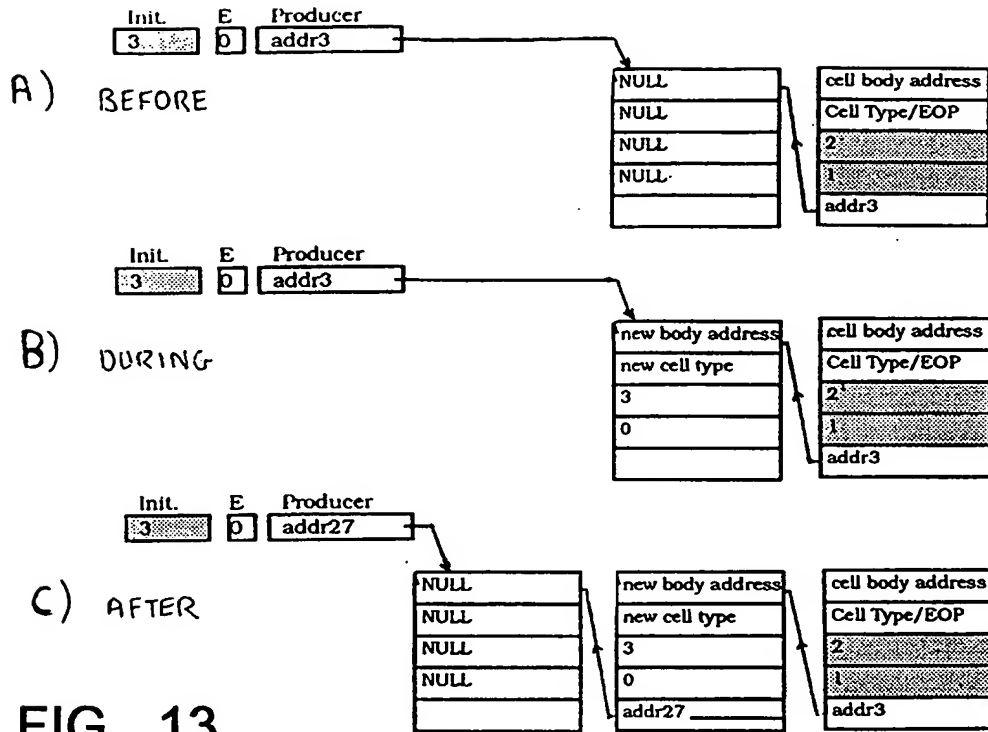 Init. E Producer
3 0 addr3
A) BEFORE
NULL
NULL
NULL
NULL
cell body address
Cell Type/EOP
2
1
addr3
Init. E Producer
3 0 addr3
B) DURING
new body address
new cell type
3
0
cell body address
Cell Type/EOP
2
1
addr3
Init. E Producer
3 0 addr27
C) AFTER
NULL
NULL
NULL
NULL
new body address
new cell type
3
0
addr27
cell body address
Cell Type/EOP
2
1
addr3
FIG. 13